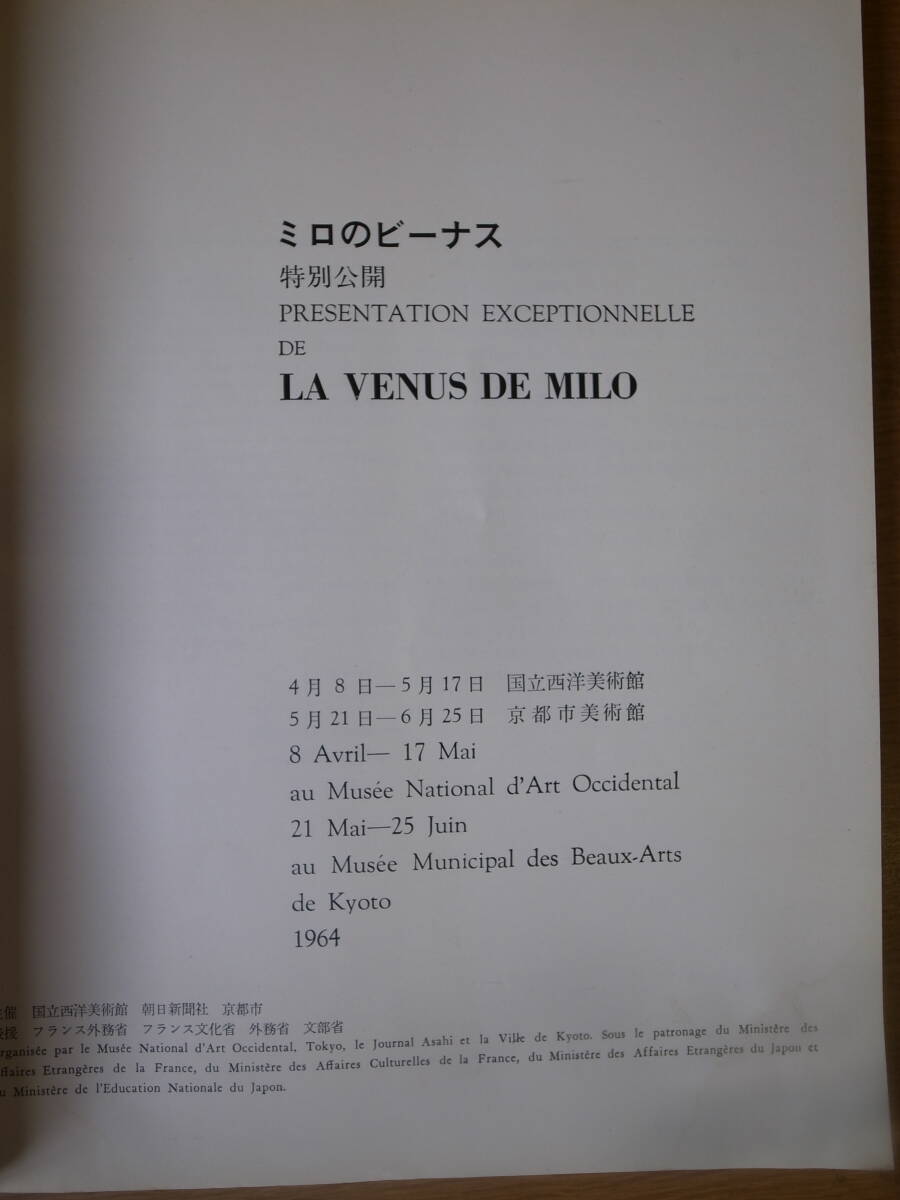 ミロのビーナス
特別公開
PRESENTATION EXCEPTIONNELLE
DE
LA VENUS DE MILO
4月8日—5月17日 国立西洋美術館
5月21日—6月25日 京都市美術館
8 Avril— 17 Mai
au Musée National d'Art Occidental
21 Mai—25 Juin
au Musée Municipal des Beaux-Arts
de Kyoto
1964
催 国立西洋美術館 朝日新聞社 京都市
援 フランス外務省 フランス文化省 外務省 文部省
rganisée par le Musée National d'Art Occidental, Tokyo, le Journal Asahi et la Ville de Kyoto. Sous le patronage du Ministère des
ffaires Etrangères de la France, du Ministère des Affaires Culturelles de la France, du Ministère des Affaires Etrangères du Japon et
u Ministère de l'Education Nationale du Japon.